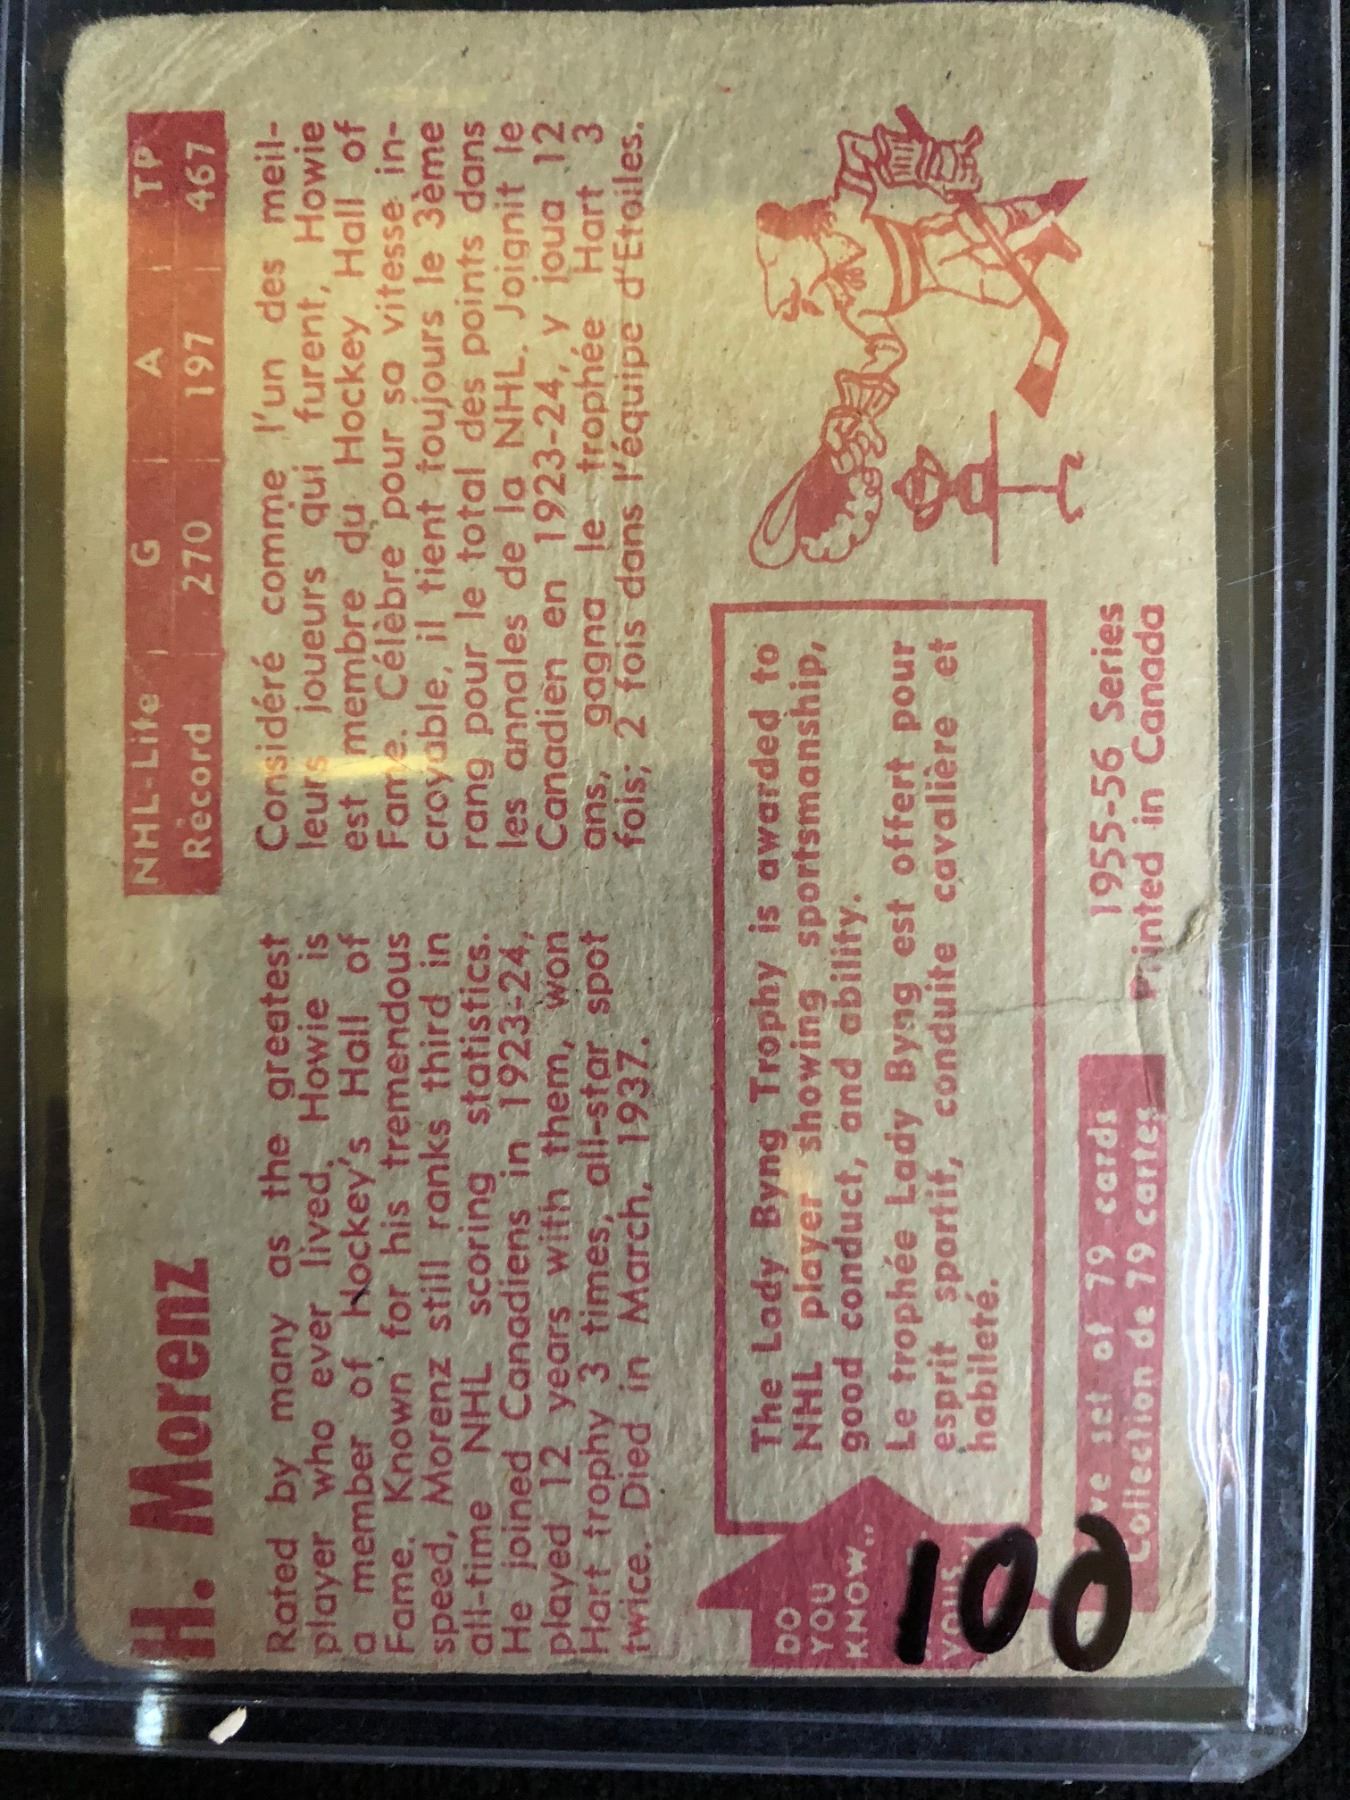 H. Morenz
Rated by many as the greatest
player who ever lived, Howie is
a member of Hockey's Hall of
Fame. Known for his tremendous
speed, Morenz still ranks third in
all-time NHL scoring statistics.
He joined Canadiens in 1923-24,
played 12 years with them, won
Hart trophy 3 times, all-star spot
twice. Died in March, 1937.
NHL-Life G A TP
Record 270 197 467
Considéré comme l'un des meil-
leurs joueurs qui furent, Howie
est membre du Hockey Hall of
Fame. Célèbre pour sa vitesse in-
croyable, il tient toujours le 3ème
rang pour le total des points dans
les annales de la NHL. Joignit le
Canadien en 1923-24, y joua 12
ans, gagna le trophée Hart 3
fois; 2 fois dans l'équipe d'Etoiles.
DO
YOU
KNOW..
The Lady Byng Trophy is awarded to
NHL player showing sportsmanship,
good conduct, and ability.
Le trophée Lady Byng est offert pour
esprit sportif, conduite cavalière et
habileté.
set of 79 cards
Collection de 79 cartes
1955-56 Series
Printed in Canada